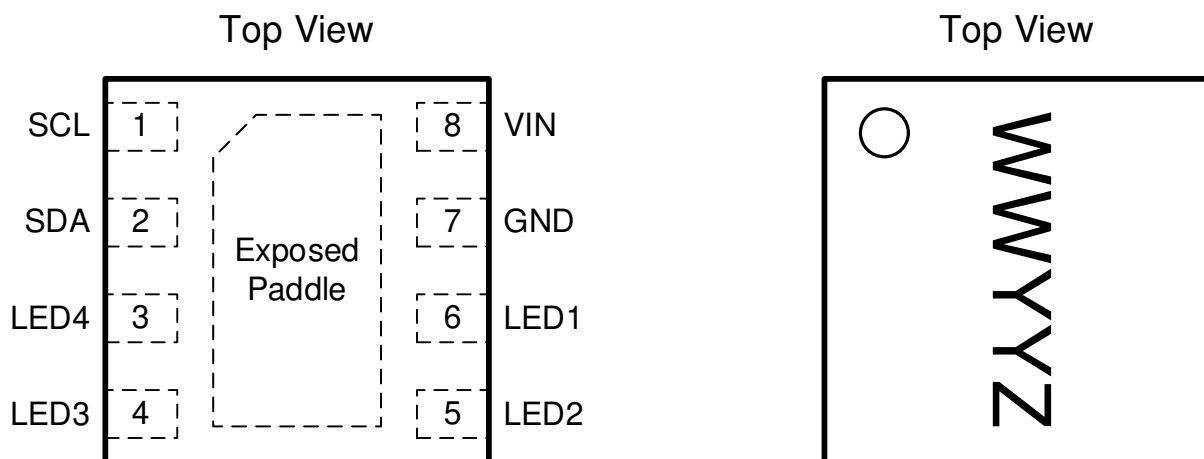 Top View
SCL 1 8 VIN
SDA 2 7 GND
Exposed
Paddle
LED4 3 6 LED1
LED3 4 5 LED2
Top View
WWYYZ